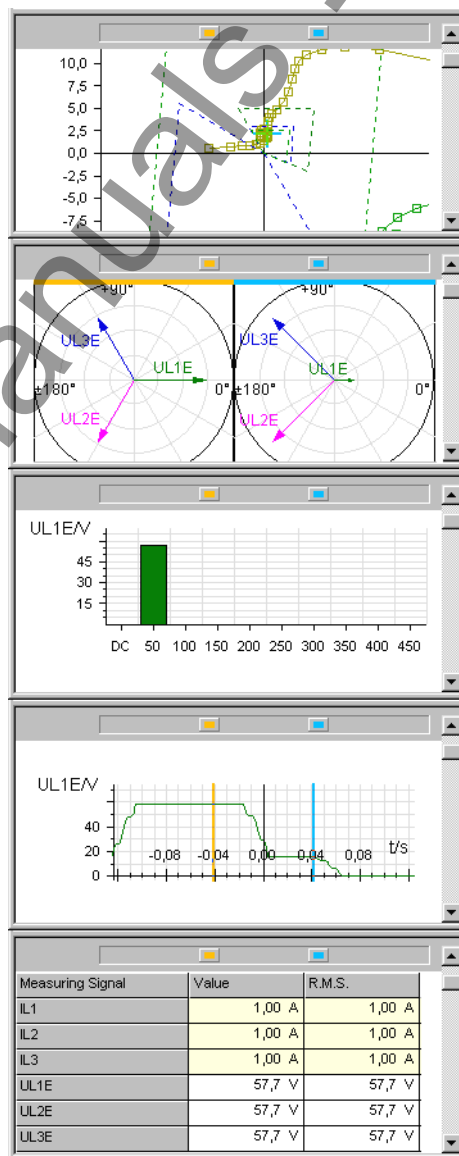 manuals
10,0
7,5
5,0
2,5
0,0
-2,5
-5,0
-7,5
+90° +90°
UL3E UL3E
UL1E UL1E
±180° 0° ±180° 0°
UL2E UL2E
UL1E/V
45
30
15
DC 50 100 150 200 250 300 350 400 450
UL1E/V
40
20
0
-0,08 -0,04 0,00 0,04 0,08 t/s
Measuring Signal Value R.M.S.
IL1 1,00 A 1,00 A
IL2 1,00 A 1,00 A
IL3 1,00 A 1,00 A
UL1E 57,7 V 57,7 V
UL2E 57,7 V 57,7 V
UL3E 57,7 V 57,7 V